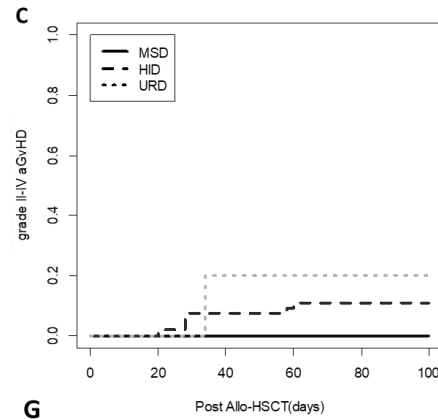 C
MSD
HID
URD
grade II-IV aGvHD
1.0
0.8
0.6
0.4
0.2
0.0
0 20 40 60 80 100
Post Allo-HSCT(days)
G